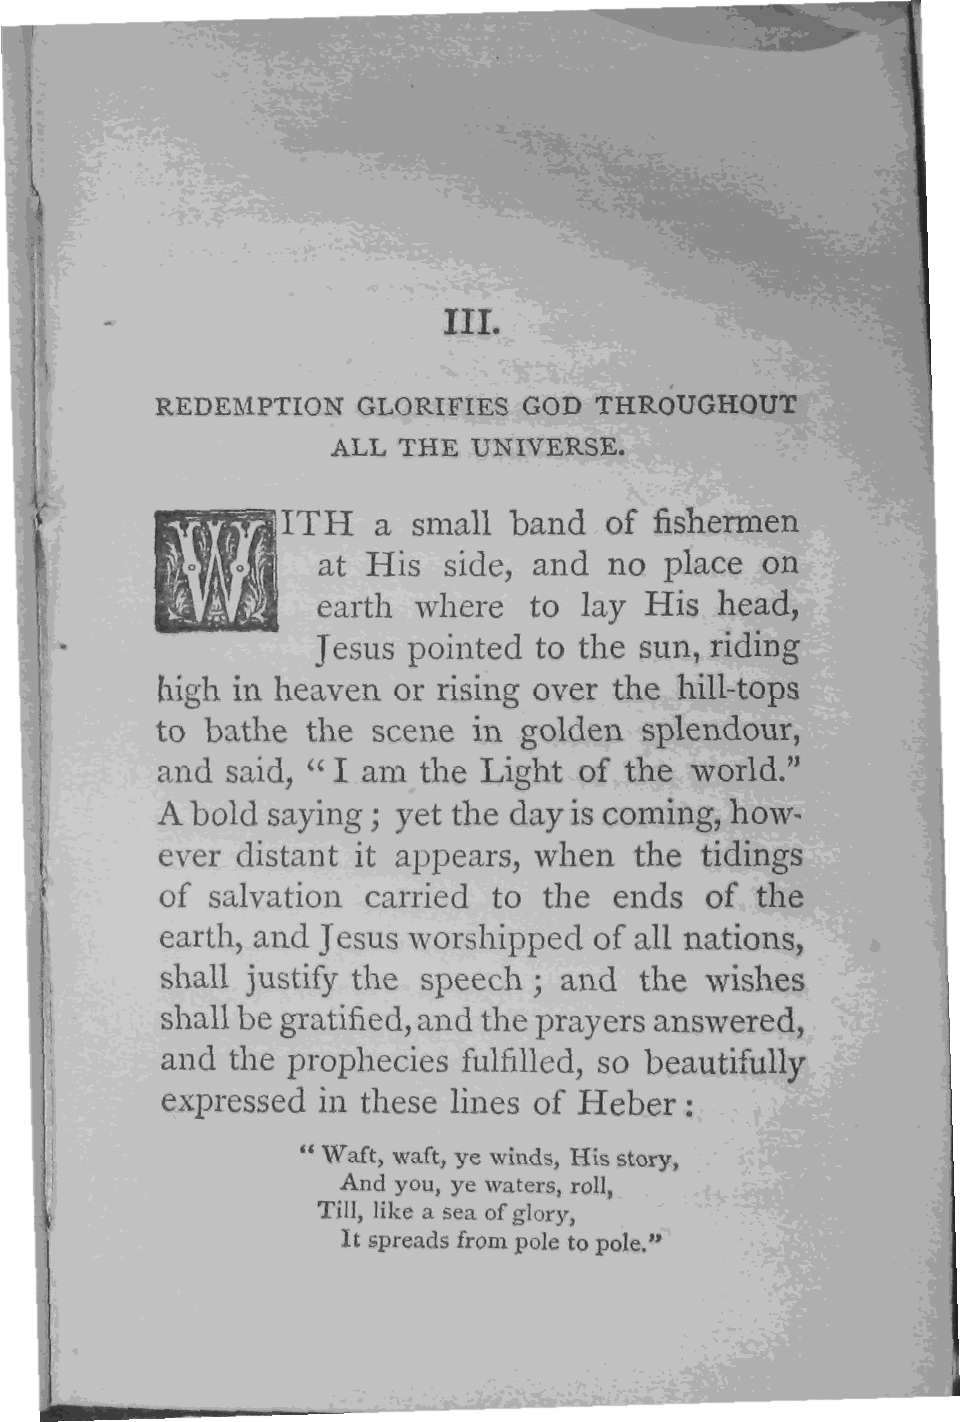 III.
REDEMPTION GLORIFIES GOD THROUGHOUT
ALL THE UNIVERSE.
WITH a small band of fishermen
at His side, and no place on
earth where to lay His head,
Jesus pointed to the sun, riding
high in heaven or rising over the hill-tops
to bathe the scene in golden splendour,
and said, “I am the Light of the world.”
A bold saying; yet the day is coming, how-
ever distant it appears, when the tidings
of salvation carried to the ends of the
earth, and Jesus worshipped of all nations,
shall justify the speech; and the wishes
shall be gratified, and the prayers answered,
and the prophecies fulfilled, so beautifully
expressed in these lines of Heber:
“Waft, waft, ye winds, His story,
And you, ye waters, roll,
Till, like a sea of glory,
It spreads from pole to pole.”